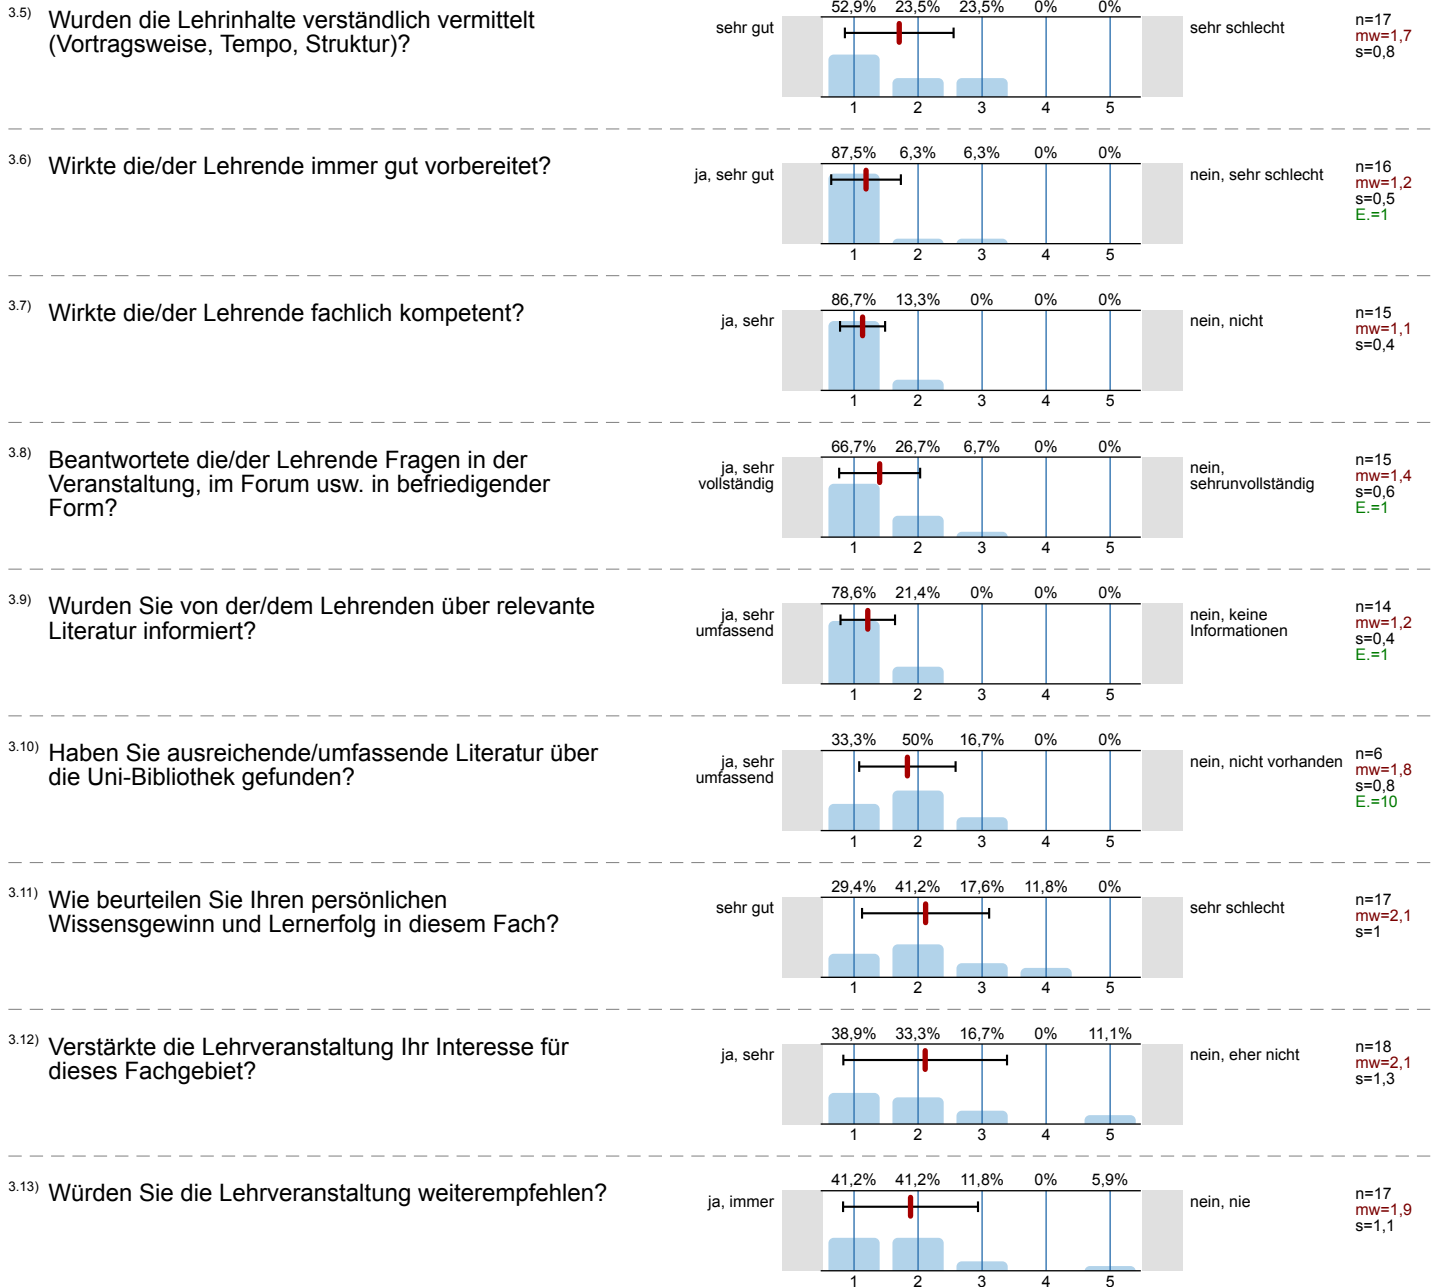 3.5) Wurden die Lehrinhalte verständlich vermittelt
(Vortragsweise, Tempo, Struktur)?
52,9% 23,5% 23,5% 0% 0%
sehr gut
sehr schlecht
n=17
mw=1,7
s=0,8
1 2 3 4 5
3.6) Wirkte die/der Lehrende immer gut vorbereitet?
87,5% 6,3% 6,3% 0% 0%
ja, sehr gut
nein, sehr schlecht
n=16
mw=1,2
s=0,5
E.=1
1 2 3 4 5
3.7) Wirkte die/der Lehrende fachlich kompetent?
86,7% 13,3% 0% 0% 0%
ja, sehr
nein, nicht
n=15
mw=1,1
s=0,4
1 2 3 4 5
3.8) Beantwortete die/der Lehrende Fragen in der
Veranstaltung, im Forum usw. in befriedigender
Form?
66,7% 26,7% 6,7% 0% 0%
ja, sehr
vollständig
nein,
sehrunvollständig
n=15
mw=1,4
s=0,6
E.=1
1 2 3 4 5
3.9) Wurden Sie von der/dem Lehrenden über relevante
Literatur informiert?
78,6% 21,4% 0% 0% 0%
ja, sehr
umfassend
nein, keine
Informationen
n=14
mw=1,2
s=0,4
E.=1
1 2 3 4 5
3.10) Haben Sie ausreichende/umfassende Literatur über
die Uni-Bibliothek gefunden?
33,3% 50% 16,7% 0% 0%
ja, sehr
umfassend
nein, nicht vorhanden
n=6
mw=1,8
s=0,8
E.=10
1 2 3 4 5
3.11) Wie beurteilen Sie Ihren persönlichen
Wissensgewinn und Lernerfolg in diesem Fach?
29,4% 41,2% 17,6% 11,8% 0%
sehr gut
sehr schlecht
n=17
mw=2,1
s=1
1 2 3 4 5
3.12) Verstärkte die Lehrveranstaltung Ihr Interesse für
dieses Fachgebiet?
38,9% 33,3% 16,7% 0% 11,1%
ja, sehr
nein, eher nicht
n=18
mw=2,1
s=1,3
1 2 3 4 5
3.13) Würden Sie die Lehrveranstaltung weiterempfehlen?
41,2% 41,2% 11,8% 0% 5,9%
ja, immer
nein, nie
n=17
mw=1,9
s=1,1
1 2 3 4 5